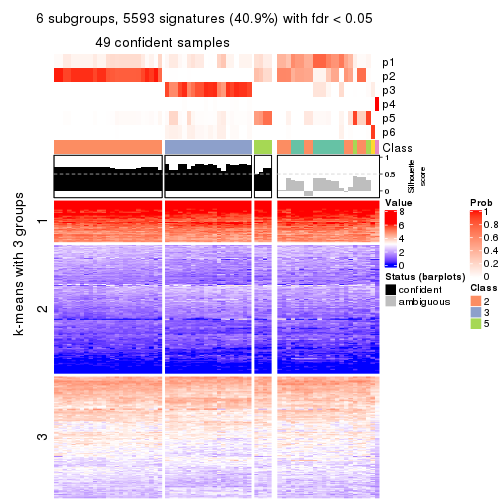 6 subgroups, 5593 signatures (40.9%) with fdr < 0.05
49 confident samples
p1
p2
p3
p4
p5
p6
Class
1
0.5
0
Silhouette
score
k-means with 3 groups
1
2
3
Value
8
6
4
2
0
Status (barplots)
confident
ambiguous
Prob
1
0.8
0.6
0.4
0.2
0
Class
2
3
5